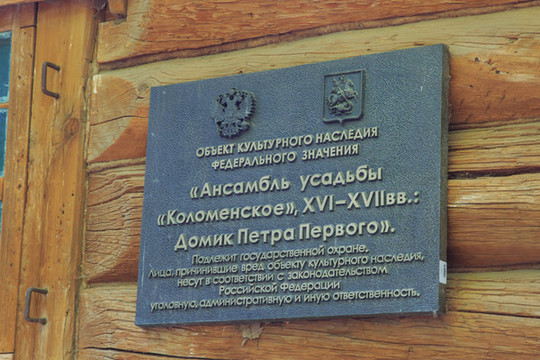 ОБЪЕКТ КУЛЬТУРНОГО НАСЛЕДИЯ
ФЕДЕРАЛЬНОГО ЗНАЧЕНИЯ
«Ансамбль усадьбы
«Коломенское», XVI–XVIIвв.:
Домик Петра Первого».
Подлежит государственной охране.
Лица, причинившие вред объекту культурного наследия,
несут в соответствии с законодательством
Российской Федерации
уголовную, административную и иную ответственность.